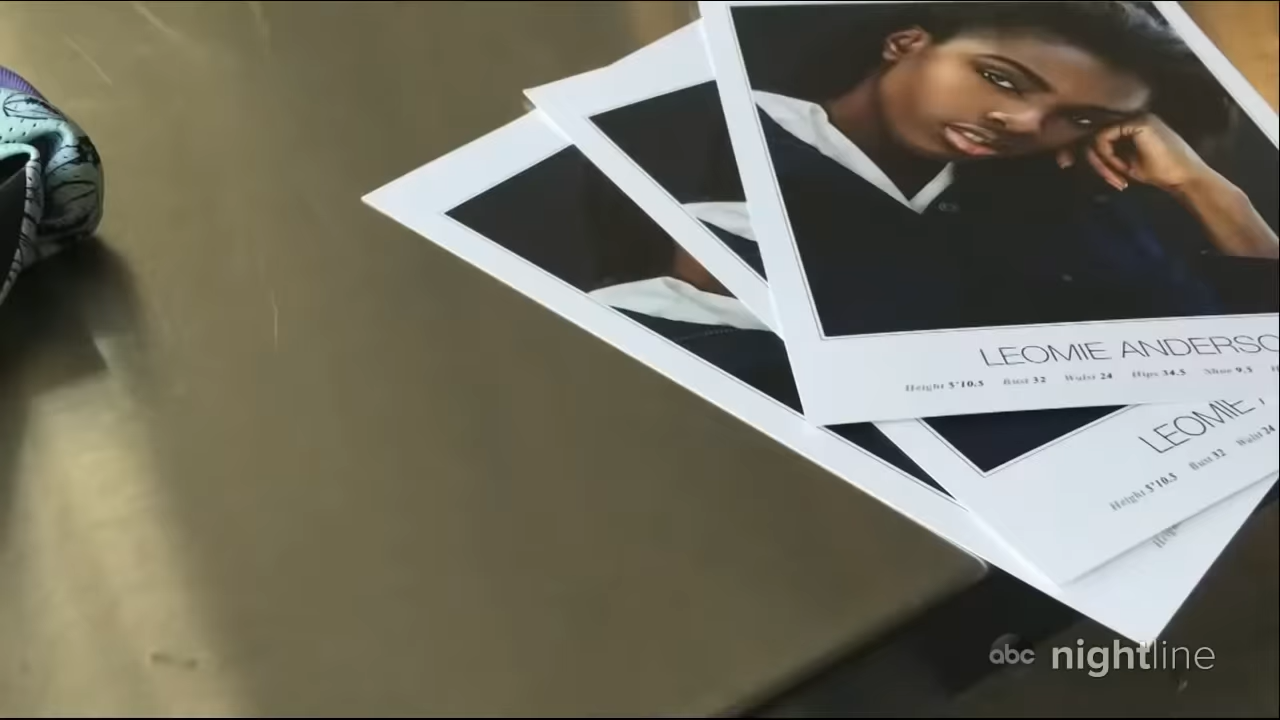 LEOMIE ANDERSO
Height 5'10.5 Bust 32 Waist 24 Hips 34.5 Shoe 9.5 H
LEOMIE A
Height 5'10.5 Bust 32 Waist 24
Heig
abc nightline